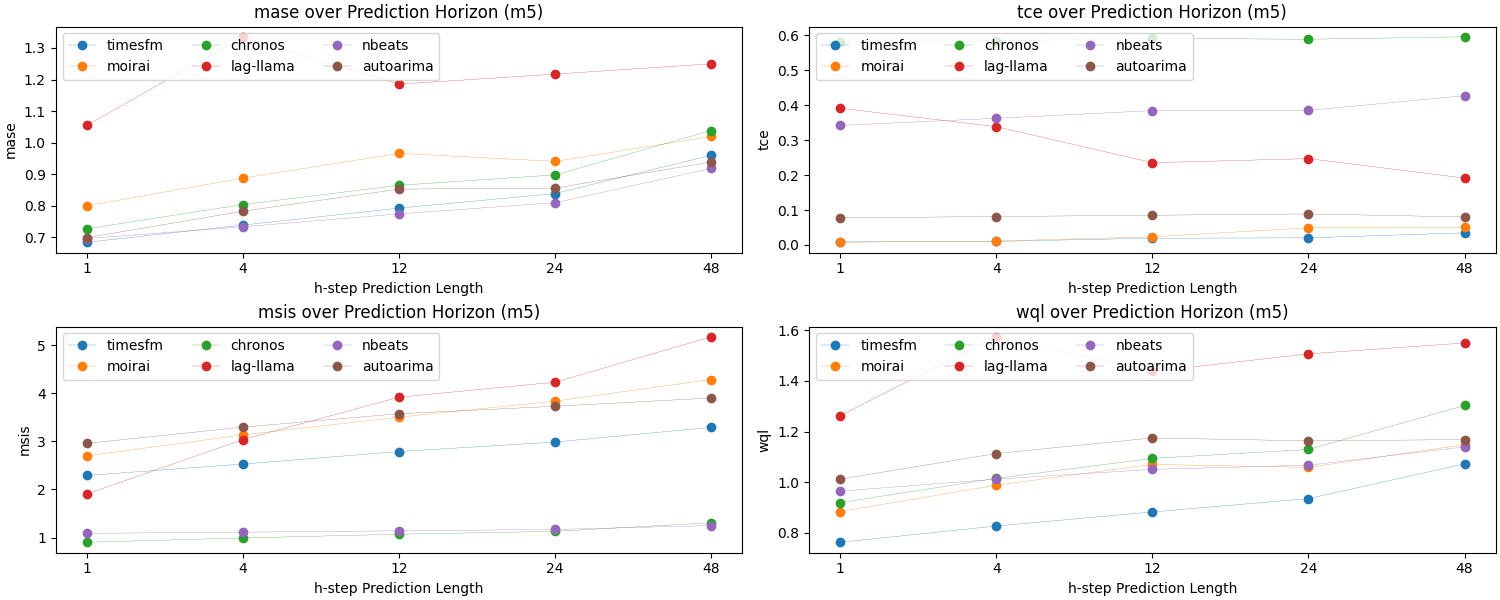 mase over Prediction Horizon (m5)
timesfm chronos nbeats
moirai lag-llama autoarima
1.3
1.2
1.1
1.0
0.9
0.8
0.7
mase
1 4 12 24 48
h-step Prediction Length
tce over Prediction Horizon (m5)
timesfm chronos nbeats
moirai lag-llama autoarima
0.6
0.5
0.4
0.3
0.2
0.1
0.0
tce
1 4 12 24 48
h-step Prediction Length
msis over Prediction Horizon (m5)
timesfm chronos nbeats
moirai lag-llama autoarima
5
4
3
2
1
msis
1 4 12 24 48
h-step Prediction Length
wql over Prediction Horizon (m5)
timesfm chronos nbeats
moirai lag-llama autoarima
1.6
1.4
1.2
1.0
0.8
wql
1 4 12 24 48
h-step Prediction Length